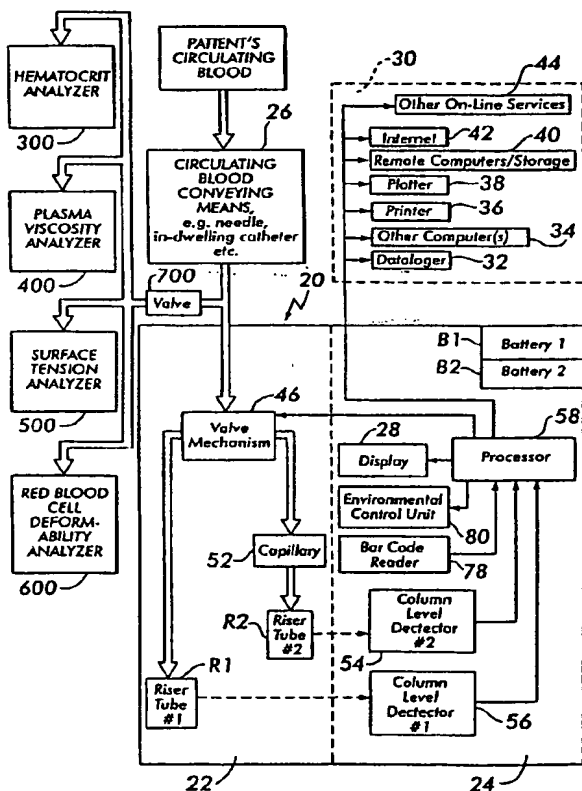 HEMATOCRIT
ANALYZER
300
PLASMA
VISCOSITY
ANALYZER
400
SURFACE
TENSION
ANALYZER
500
RED BLOOD
CELL
DEFORM-
ABILITY
ANALYZER
600
PATIENT'S
CIRCULATING
BLOOD
26
CIRCULATING
BLOOD
CONVEYING
MEANS,
e.g. needle,
in-dwelling catheter
etc.
700
Valve
20
30
44
Other On-Line Services
Internet
42
40
Remote Computers/Storage
Plotter
38
Printer
36
Other Computer(s)
34
Dataloger
32
B1
Battery 1
B2
Battery 2
46
Valve
Mechanism
28
Display
58
Processor
Environmental
Control Unit
80
Bar Code
Reader
78
52
Capillary
R2
Riser
Tube
#2
Column
Level
Dectector
#2
54
R1
Riser
Tube
#1
Column
Level
Dectector
#1
56
22
24